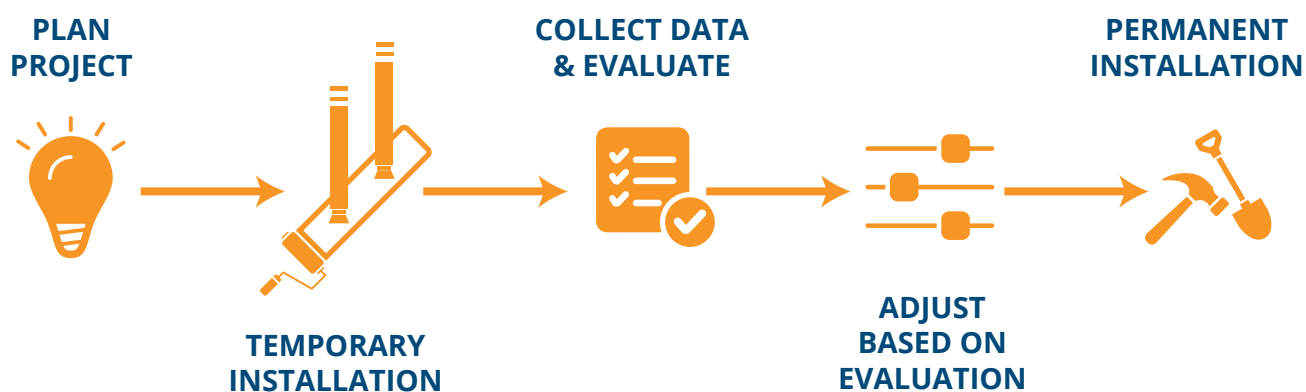 PLAN
PROJECT
TEMPORARY
INSTALLATION
COLLECT DATA
& EVALUATE
ADJUST
BASED ON
EVALUATION
PERMANENT
INSTALLATION